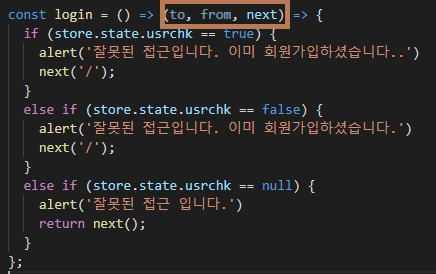 const login = () => (to, from, next) => {
if (store.state.usrchk == true) {
alert('잘못된 접근입니다. 이미 회원가입하셨습니다..')
next('/');
}
else if (store.state.usrchk == false) {
alert('잘못된 접근입니다. 이미 회원가입하셨습니다.')
next('/');
}
else if (store.state.usrchk == null) {
alert('잘못된 접근 입니다.')
return next();
}
};